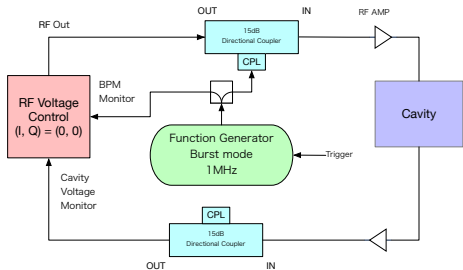 OUT
IN
RF AMP
RF Out
15dB
Directional Coupler
CPL
BPM
Monitor
RF Voltage
Control
(I, Q) = (0, 0)
Cavity
Function Generator
Burst mode
1MHz
Trigger
Cavity
Voltage
Monitor
CPL
15dB
Directional Coupler
OUT
IN